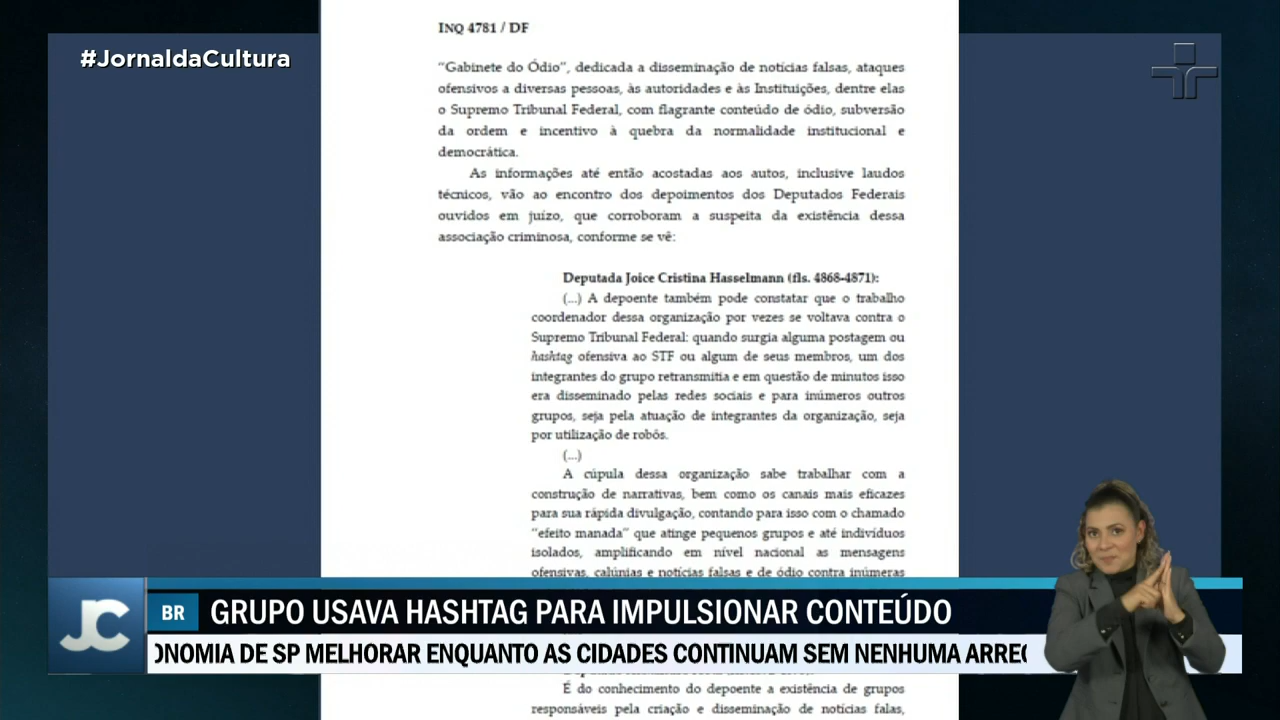 #JornaldaCultura
INQ 4781 / DF
“Gabinete do Ódio”, dedicada a disseminação de notícias falsas, ataques
ofensivos a diversas pessoas, às autoridades e às Instituições, dentre elas
o Supremo Tribunal Federal, com flagrante conteúdo de ódio, subversão
da ordem e incentivo à quebra da normalidade institucional e
democrática.
As informações até então acostadas aos autos, inclusive laudos
técnicos, vão ao encontro dos depoimentos dos Deputados Federais
ouvidos em juízo, que corroboram a suspeita da existência dessa
associação criminosa, conforme se vê:
Deputada Joice Cristina Hasselmann (fls. 4868-4871):
(...) A depoente também pode constatar que o trabalho
coordenador dessa organização por vezes se voltava contra o
Supremo Tribunal Federal: quando surgia alguma postagem ou
hashtag ofensiva ao STF ou algum de seus membros, um dos
integrantes do grupo retransmitia e em questão de minutos isso
era disseminado pelas redes sociais e para inúmeros outros
grupos, seja pela atuação de integrantes da organização, seja
por utilização de robôs.
(...)
A cúpula dessa organização sabe trabalhar com a
construção de narrativas, bem como os canais mais eficazes
para sua rápida divulgação, contando para isso com o chamado
“efeito manada” que atinge pequenos grupos e até indivíduos
isolados, amplificando em nível nacional as mensagens
ofensivas, calúnias e notícias falsas e de ódio contra inúmeras
JC
BR GRUPO USAVA HASHTAG PARA IMPULSIONAR CONTEÚDO
ONOMIA DE SP MELHORAR ENQUANTO AS CIDADES CONTINUAM SEM NENHUMA ARREC
É do conhecimento do depoente a existência de grupos
responsáveis pela criação e disseminação de notícias falas,